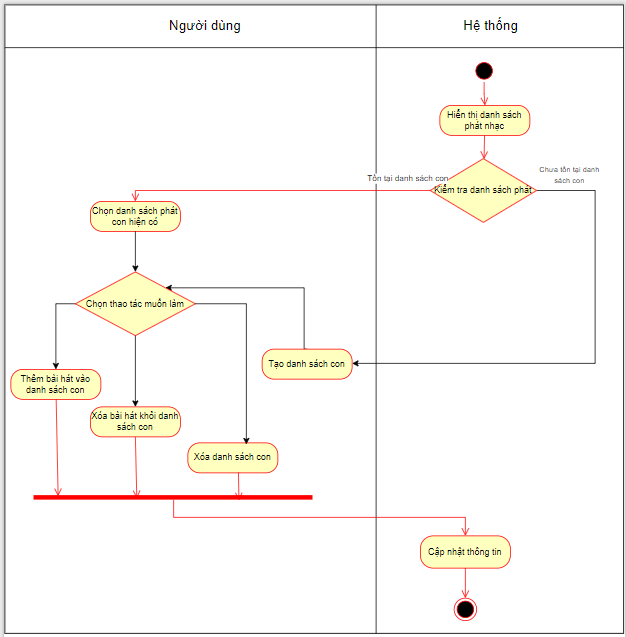 Người dùng
Hệ thống
Hiển thị danh sách
phát nhạc
Tồn tại danh sách con
Kiểm tra danh sách phát
Chưa tồn tại danh
sách con
Chọn danh sách phát
con hiện có
Chọn thao tác muốn làm
Tạo danh sách con
Thêm bài hát vào
danh sách con
Xóa bài hát khỏi danh
sách con
Xóa danh sách con
Cập nhật thông tin